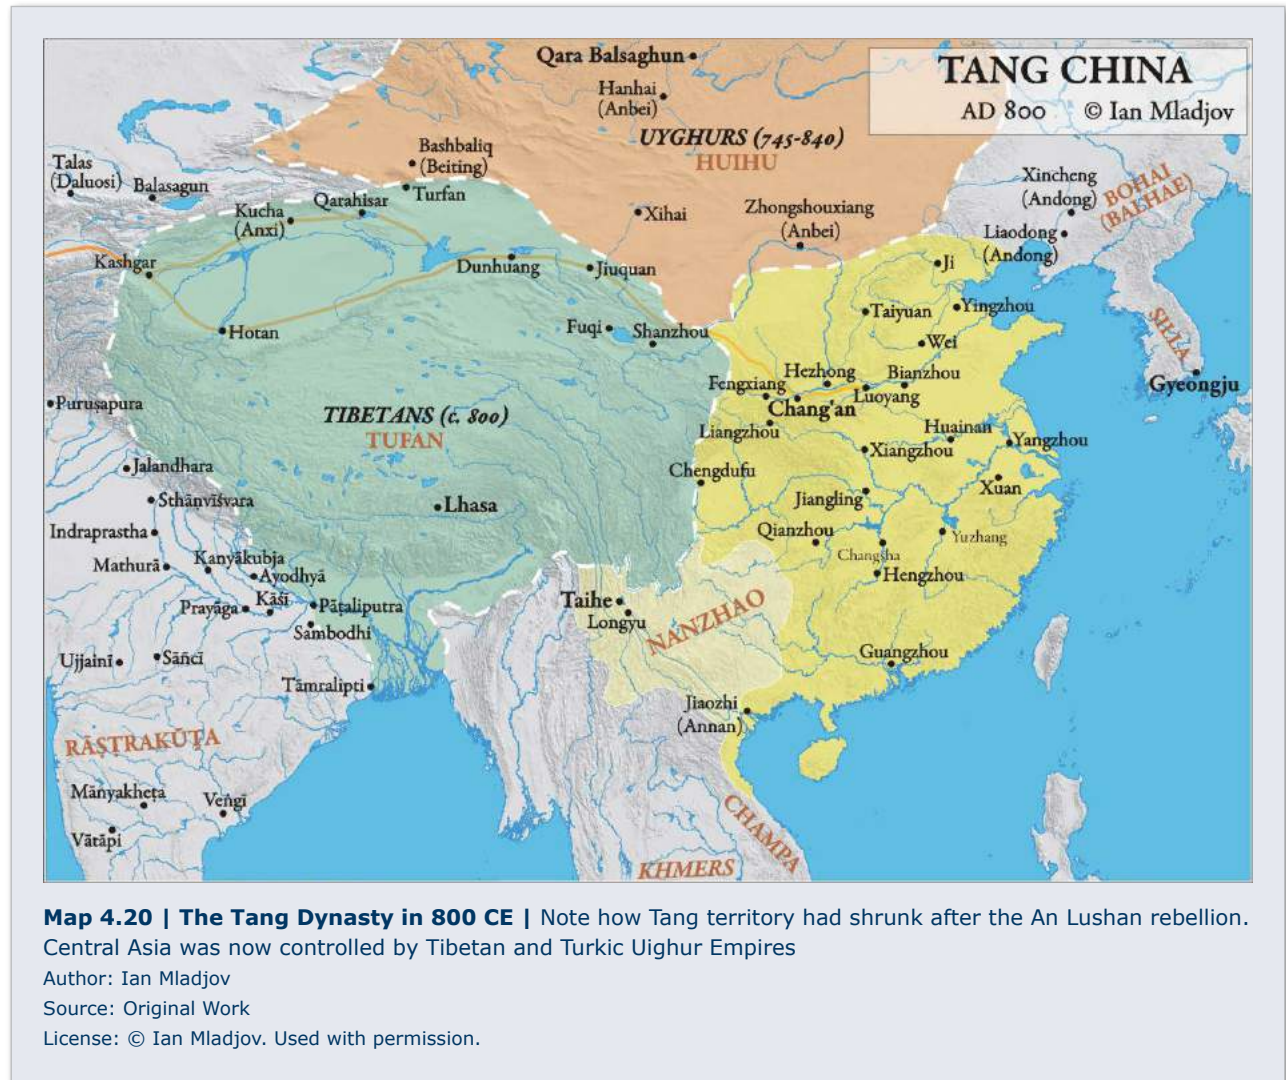 Qara Balsaghun
TANG CHINA
AD 800 © Ian Mladjov
Hanhai
(Anbei)
UYGHURS (745-840)
HUIHU
Bashbaliq
(Beiting)
Talas
(Daluosi)
Balasagun
Turfan
Qarahisar
Kucha
(Anxi)
Xihai
Zhongshouxiang
(Anbei)
Xincheng
(Andong)
BOHAI
(BALHAE)
Liaodong
(Andong)
Kashgar
Dunhuang
Jiuquan
Ji
Hotan
Fuqi
Shanzhou
Taiyuan
Yingzhou
SILLA
Wei
Gyeongju
Hezhong
Bianzhou
Fengxiang
Luoyang
Chang'an
Puruṣapura
TIBETANS (c. 800)
TUFAN
Liangzhou
Huainan
Yangzhou
Xiangzhou
Jalandhara
Chengdufu
Sthāṇvīśvara
Lhasa
Jiangling
Xuan
Indraprastha
Qianzhou
Yuzhang
Changsha
Mathurā
Kanyākubja
Ayodhyā
Hengzhou
Prayāga
Kāśī
Pāṭaliputra
Taihe
Longyu
NANZHAO
Sambodhi
Ujjainī
Sāñcī
Guangzhou
Tāmralipti
Jiaozhi
(Annan)
RĀṢṬRAKŪṬA
Mānyakheṭa
Veṅgī
Vātāpi
CHAMPA
KHMERS
Map 4.20 | The Tang Dynasty in 800 CE | Note how Tang territory had shrunk after the An Lushan rebellion.
Central Asia was now controlled by Tibetan and Turkic Uighur Empires
Author: Ian Mladjov
Source: Original Work
License: © Ian Mladjov. Used with permission.